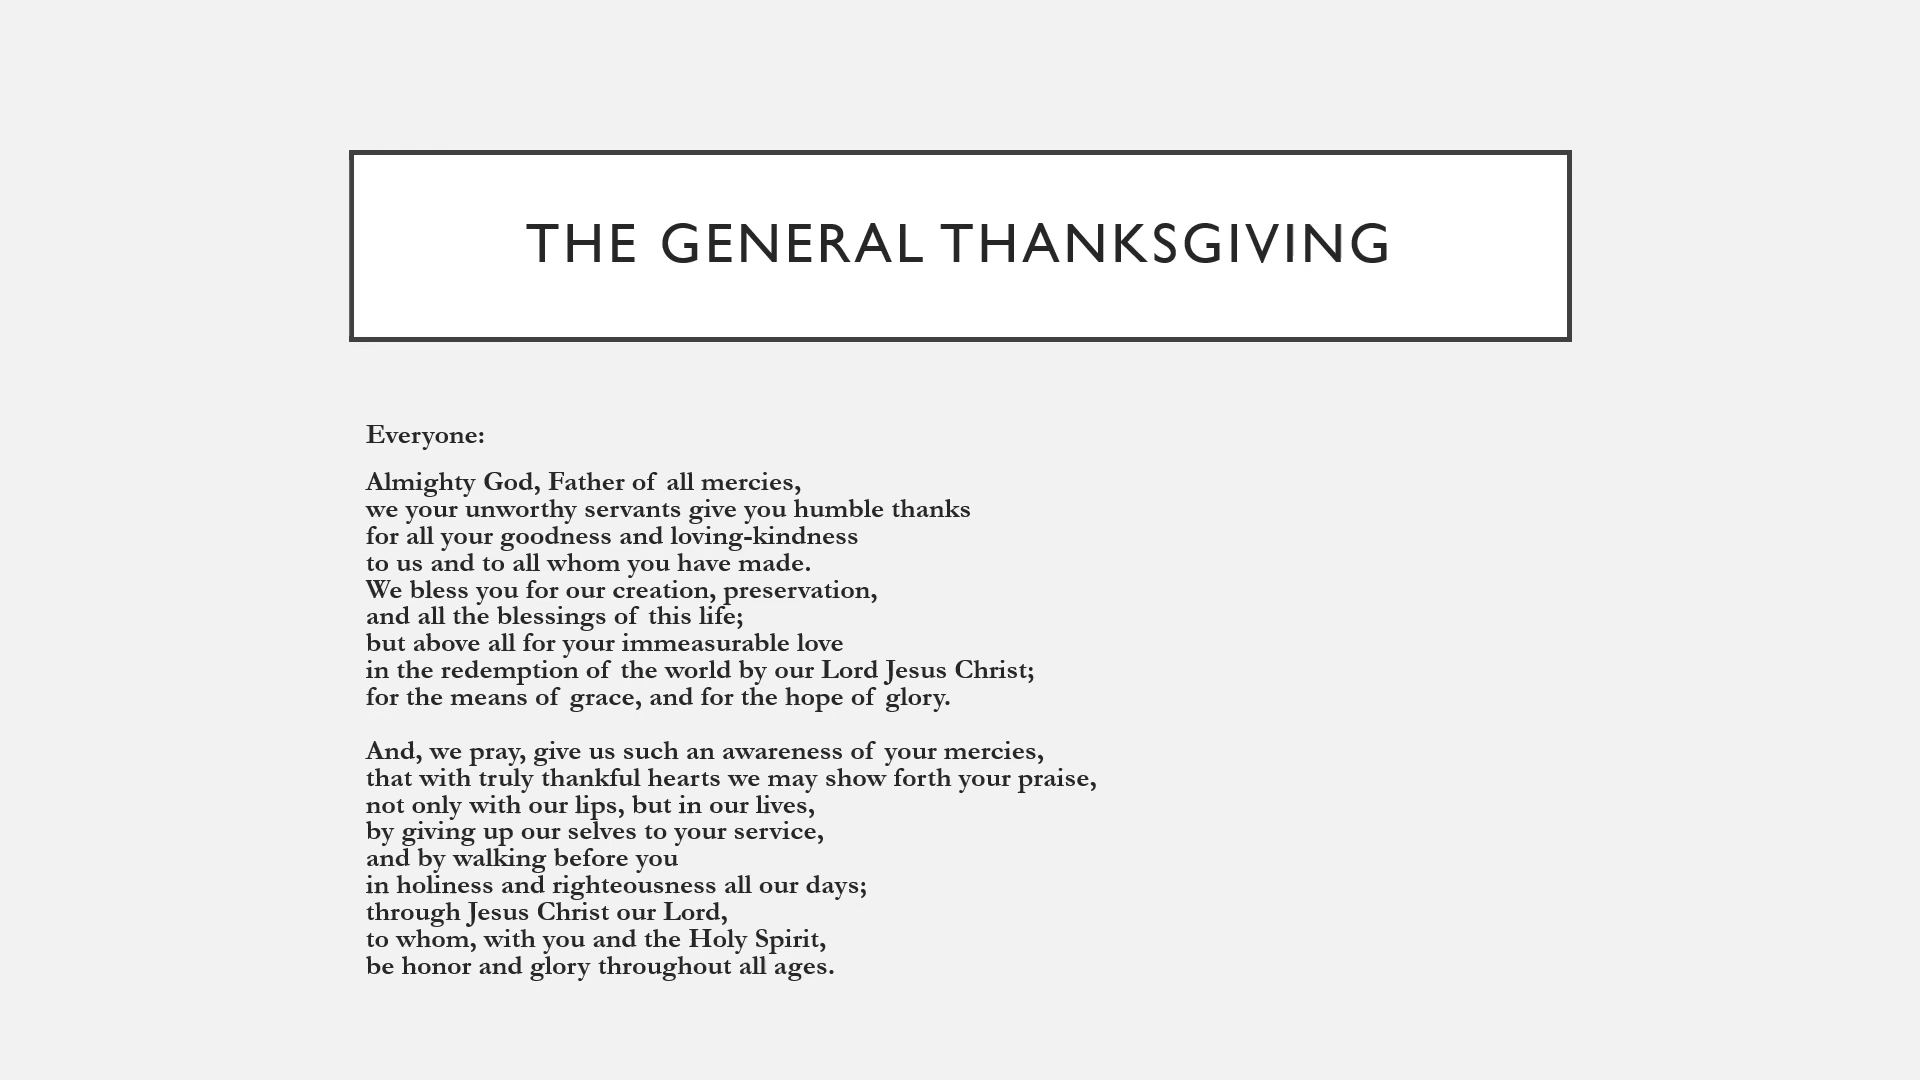 THE GENERAL THANKSGIVING
Everyone:
Almighty God, Father of all mercies,
we your unworthy servants give you humble thanks
for all your goodness and loving-kindness
to us and to all whom you have made.
We bless you for our creation, preservation,
and all the blessings of this life;
but above all for your immeasurable love
in the redemption of the world by our Lord Jesus Christ;
for the means of grace, and for the hope of glory.
And, we pray, give us such an awareness of your mercies,
that with truly thankful hearts we may show forth your praise,
not only with our lips, but in our lives,
by giving up our selves to your service,
and by walking before you
in holiness and righteousness all our days;
through Jesus Christ our Lord,
to whom, with you and the Holy Spirit,
be honor and glory throughout all ages.